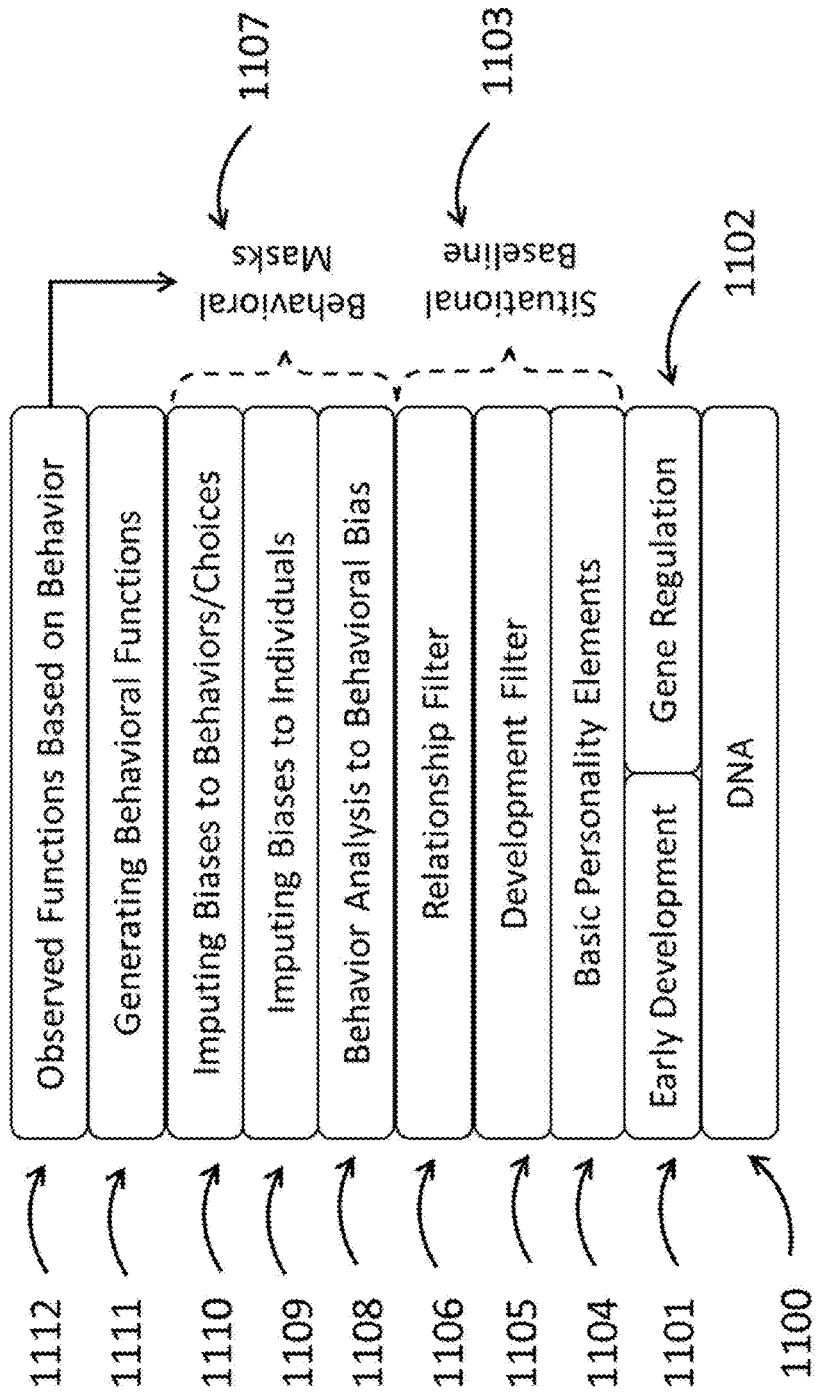 1112
Observed Functions Based on Behavior
1111
Generating Behavioral Functions
1110
Imputing Biases to Behaviors/Choices
1109
Imputing Biases to Individuals
1108
Behavior Analysis to Behavioral Bias
Behavioral
Masks
1107
1106
Relationship Filter
1105
Development Filter
1104
Basic Personality Elements
Situational
Baseline
1103
1101
Early Development
Gene Regulation
1102
1100
DNA